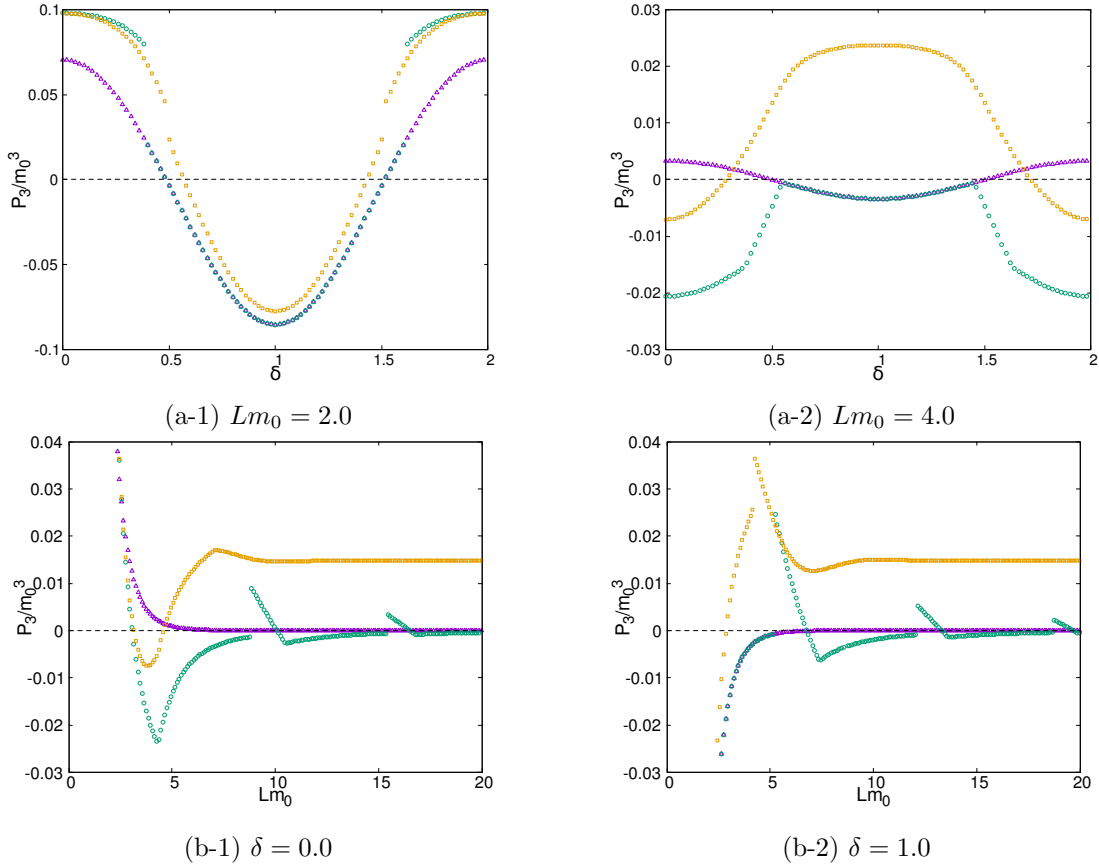 0.1
0.05
0
-0.05
-0.1
P3/m0^3
0 0.5 1 1.5 2
δ
(a-1) Lm0 = 2.0
0.03
0.02
0.01
0
-0.01
-0.02
-0.03
P3/m0^3
0 0.5 1 1.5 2
δ
(a-2) Lm0 = 4.0
0.04
0.03
0.02
0.01
0
-0.01
-0.02
-0.03
P3/m0^3
0 5 10 15 20
Lm0
(b-1) δ = 0.0
0.04
0.03
0.02
0.01
0
-0.01
-0.02
-0.03
P3/m0^3
0 5 10 15 20
Lm0
(b-2) δ = 1.0